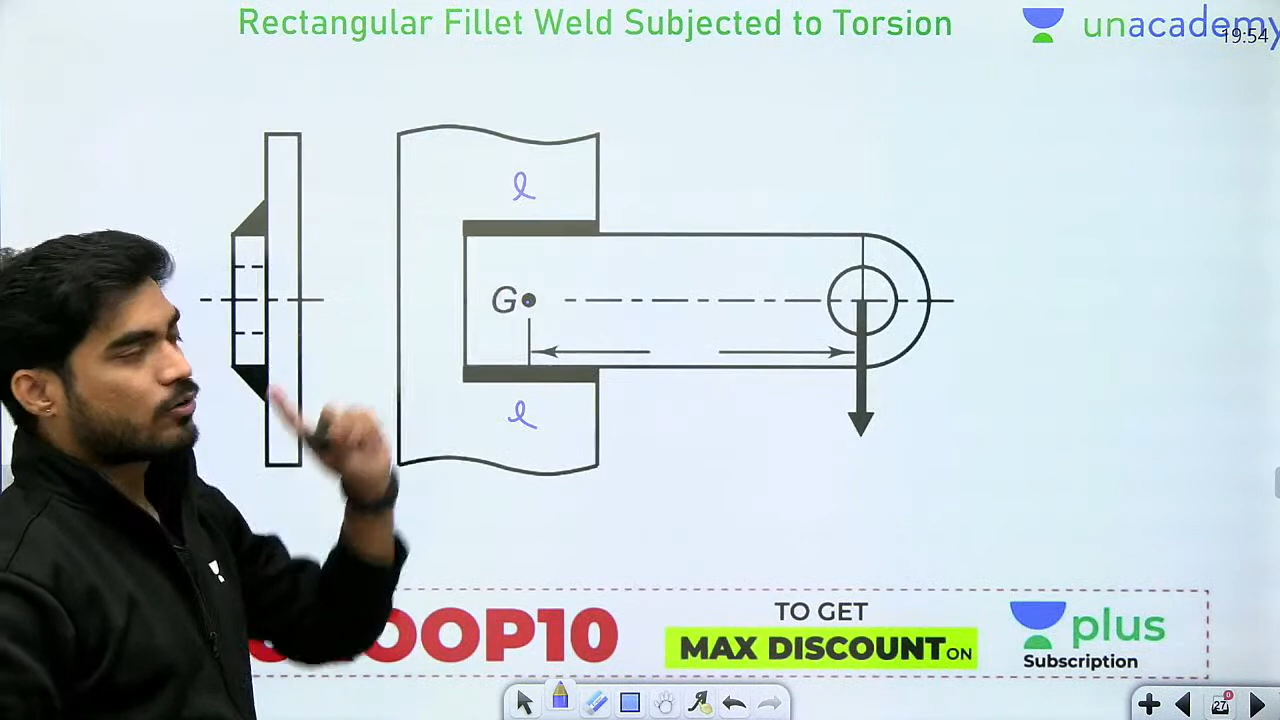 Rectangular Fillet Weld Subjected to Torsion
unacademy
19:54
l
G
l
OOP10
TO GET
MAX DISCOUNT ON
plus
Subscription
27